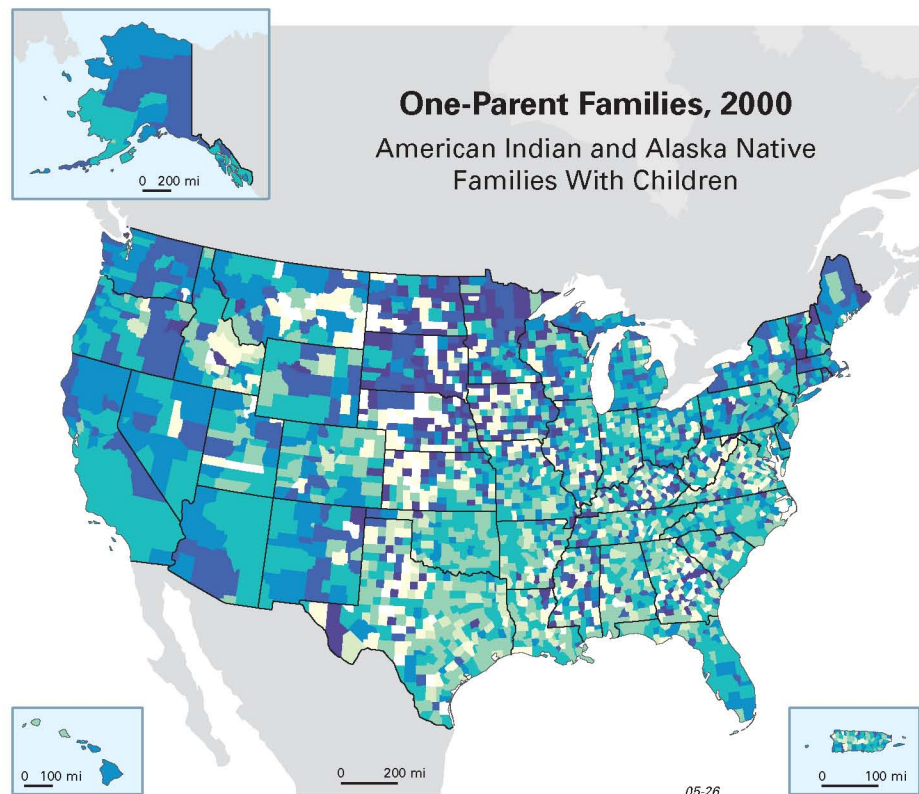 0 200 mi
One-Parent Families, 2000
American Indian and Alaska Native
Families With Children
0 100 mi
0 200 mi
0 100 mi
05-26